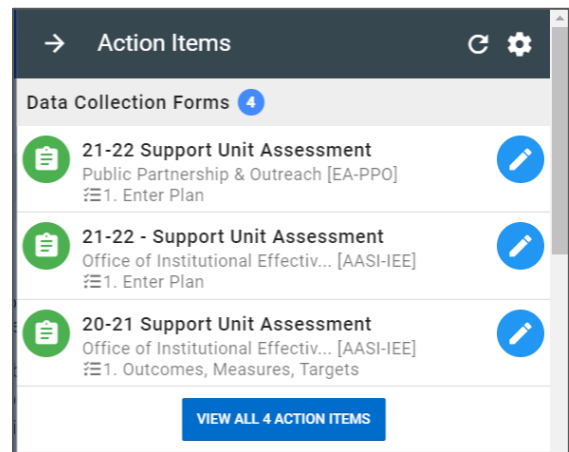 Action Items
Data Collection Forms 4
21-22 Support Unit Assessment
Public Partnership & Outreach [EA-PPO]
1. Enter Plan
21-22 - Support Unit Assessment
Office of Institutional Effectiv... [AASI-IEE]
1. Enter Plan
20-21 Support Unit Assessment
Office of Institutional Effectiv... [AASI-IEE]
1. Outcomes, Measures, Targets
VIEW ALL 4 ACTION ITEMS